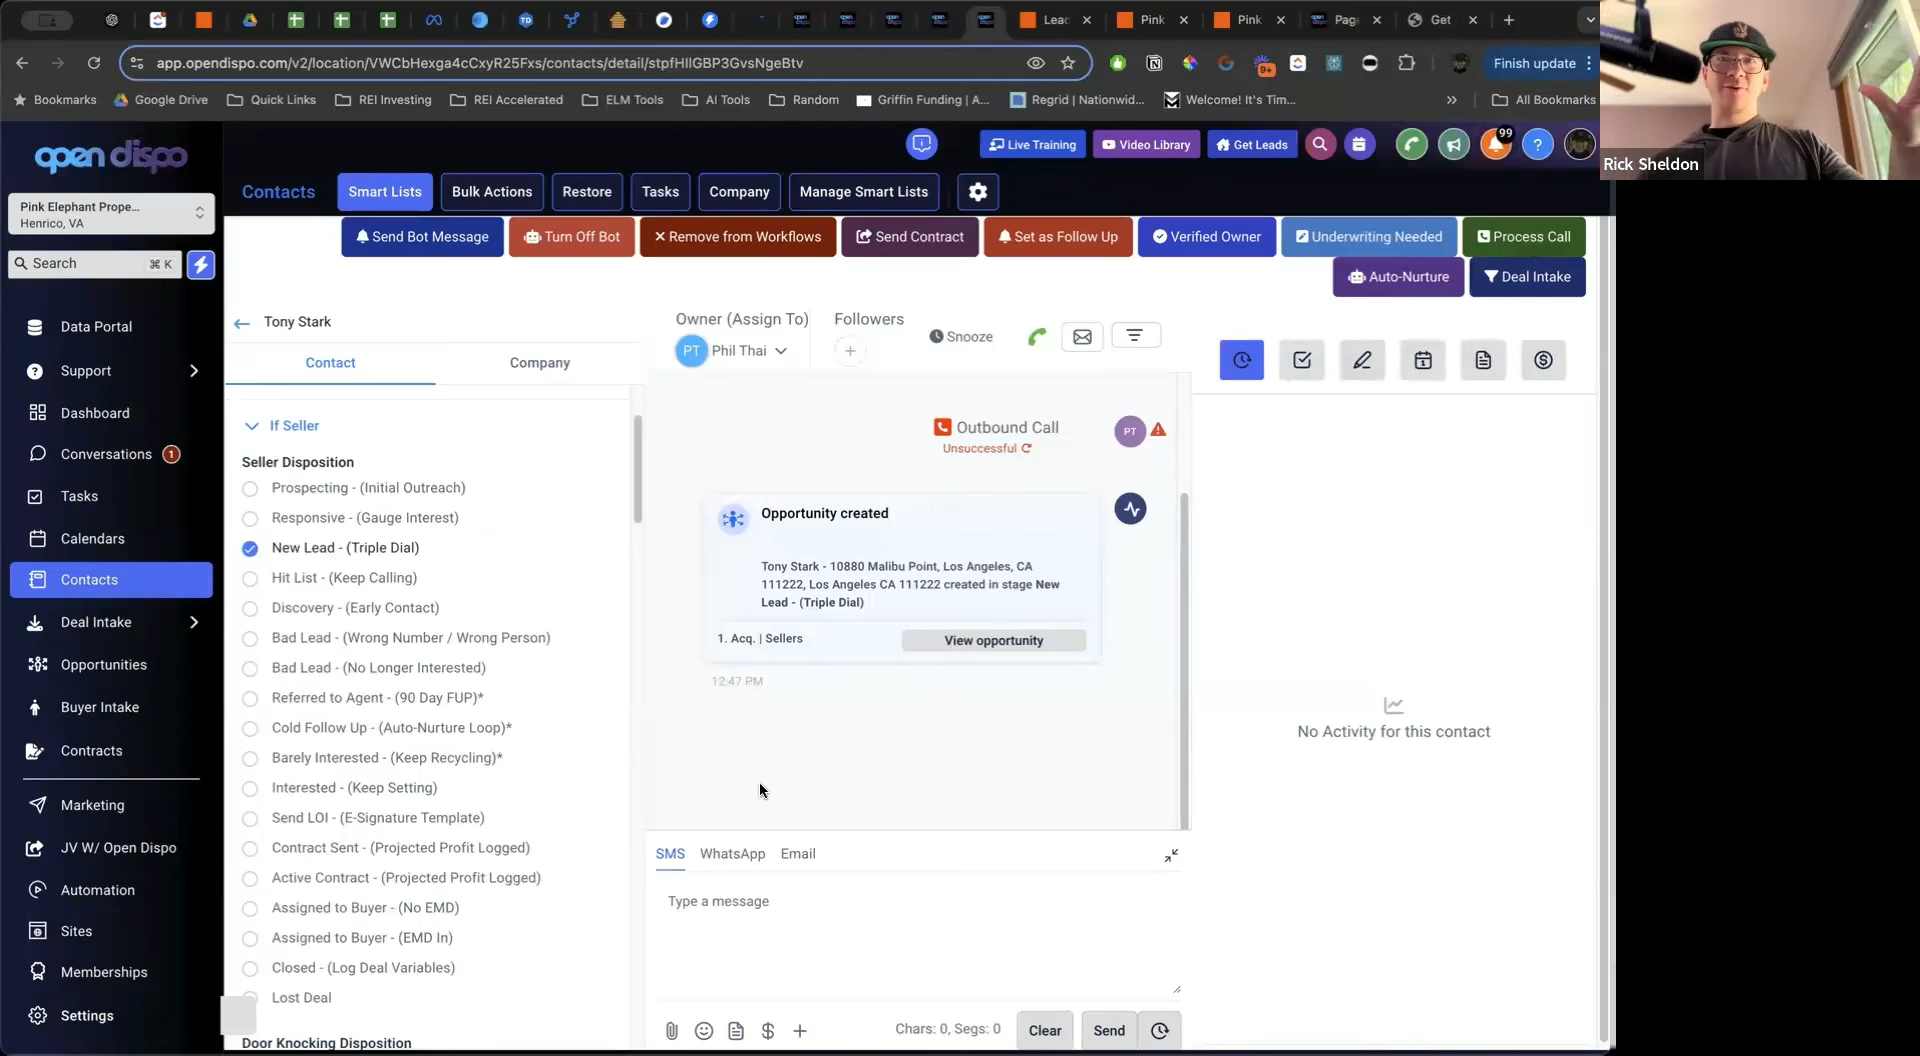 Leac
Pink
Pink
Pag
Get
app.opendispo.com/v2/location/VWCbHexga4cCxyR25Fxs/contacts/detail/stpfHIlGBP3GvsNgeBtv
9+
Finish update
Bookmarks
Google Drive
Quick Links
REI Investing
REI Accelerated
ELM Tools
AI Tools
Random
Griffin Funding | A...
Regrid | Nationwid...
Welcome! It's Tim...
»
All Bookmarks
Rick Sheldon
open dispo
Live Training
Video Library
Get Leads
99
Pink Elephant Prope...
Henrico, VA
Contacts
Smart Lists
Bulk Actions
Restore
Tasks
Company
Manage Smart Lists
Search
⌘ K
Send Bot Message
Turn Off Bot
Remove from Workflows
Send Contract
Set as Follow Up
Verified Owner
Underwriting Needed
Process Call
Auto-Nurture
Deal Intake
Data Portal
Support
Dashboard
Conversations
1
Tasks
Calendars
Contacts
Deal Intake
Opportunities
Buyer Intake
Contracts
Marketing
JV W/ Open Dispo
Automation
Sites
Memberships
Settings
Tony Stark
Contact
Company
If Seller
Seller Disposition
Prospecting - (Initial Outreach)
Responsive - (Gauge Interest)
New Lead - (Triple Dial)
Hit List - (Keep Calling)
Discovery - (Early Contact)
Bad Lead - (Wrong Number / Wrong Person)
Bad Lead - (No Longer Interested)
Referred to Agent - (90 Day FUP)*
Cold Follow Up - (Auto-Nurture Loop)*
Barely Interested - (Keep Recycling)*
Interested - (Keep Setting)
Send LOI - (E-Signature Template)
Contract Sent - (Projected Profit Logged)
Active Contract - (Projected Profit Logged)
Assigned to Buyer - (No EMD)
Assigned to Buyer - (EMD In)
Closed - (Log Deal Variables)
Lost Deal
Door Knocking Disposition
Owner (Assign To)
PT
Phil Thai
Followers
Snooze
Outbound Call
Unsuccessful
PT
Opportunity created
Tony Stark - 10880 Malibu Point, Los Angeles, CA
111222, Los Angeles CA 111222 created in stage New
Lead - (Triple Dial)
1. Acq. | Sellers
View opportunity
12:47 PM
SMS
WhatsApp
Email
Type a message
Chars: 0, Segs: 0
Clear
Send
No Activity for this contact